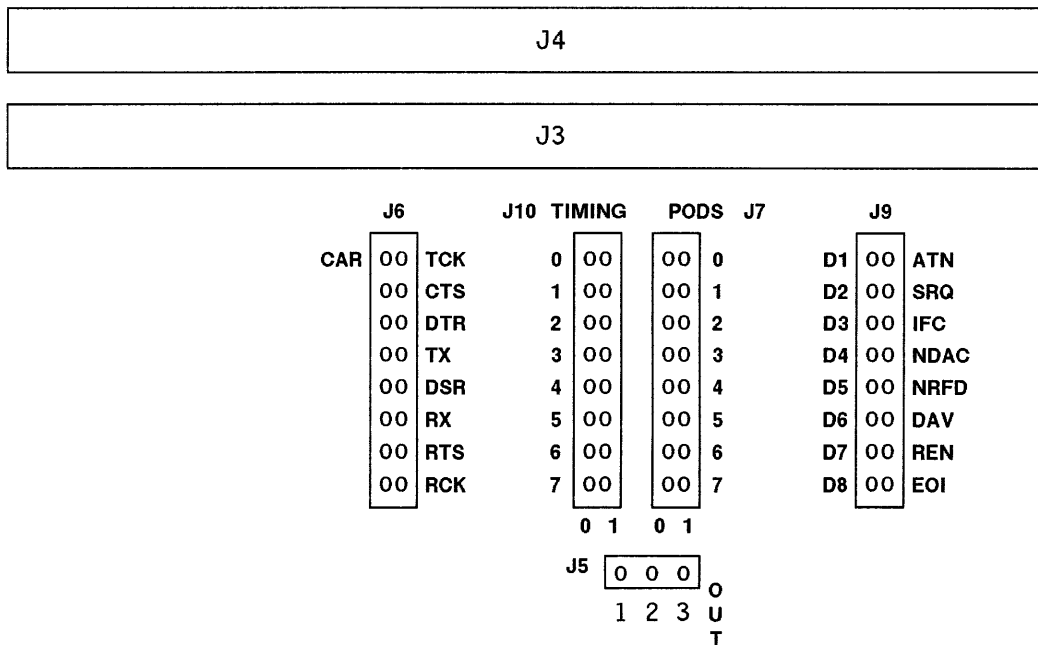 J4
J3
J6 J10 TIMING PODS J7 J9
CAR 00 TCK 0 00 00 0 D1 00 ATN
00 CTS 1 00 00 1 D2 00 SRQ
00 DTR 2 00 00 2 D3 00 IFC
00 TX 3 00 00 3 D4 00 NDAC
00 DSR 4 00 00 4 D5 00 NRFD
00 RX 5 00 00 5 D6 00 DAV
00 RTS 6 00 00 6 D7 00 REN
00 RCK 7 00 00 7 D8 00 EOI
0 1 0 1
J5 0 0 0
1 2 3 OUT